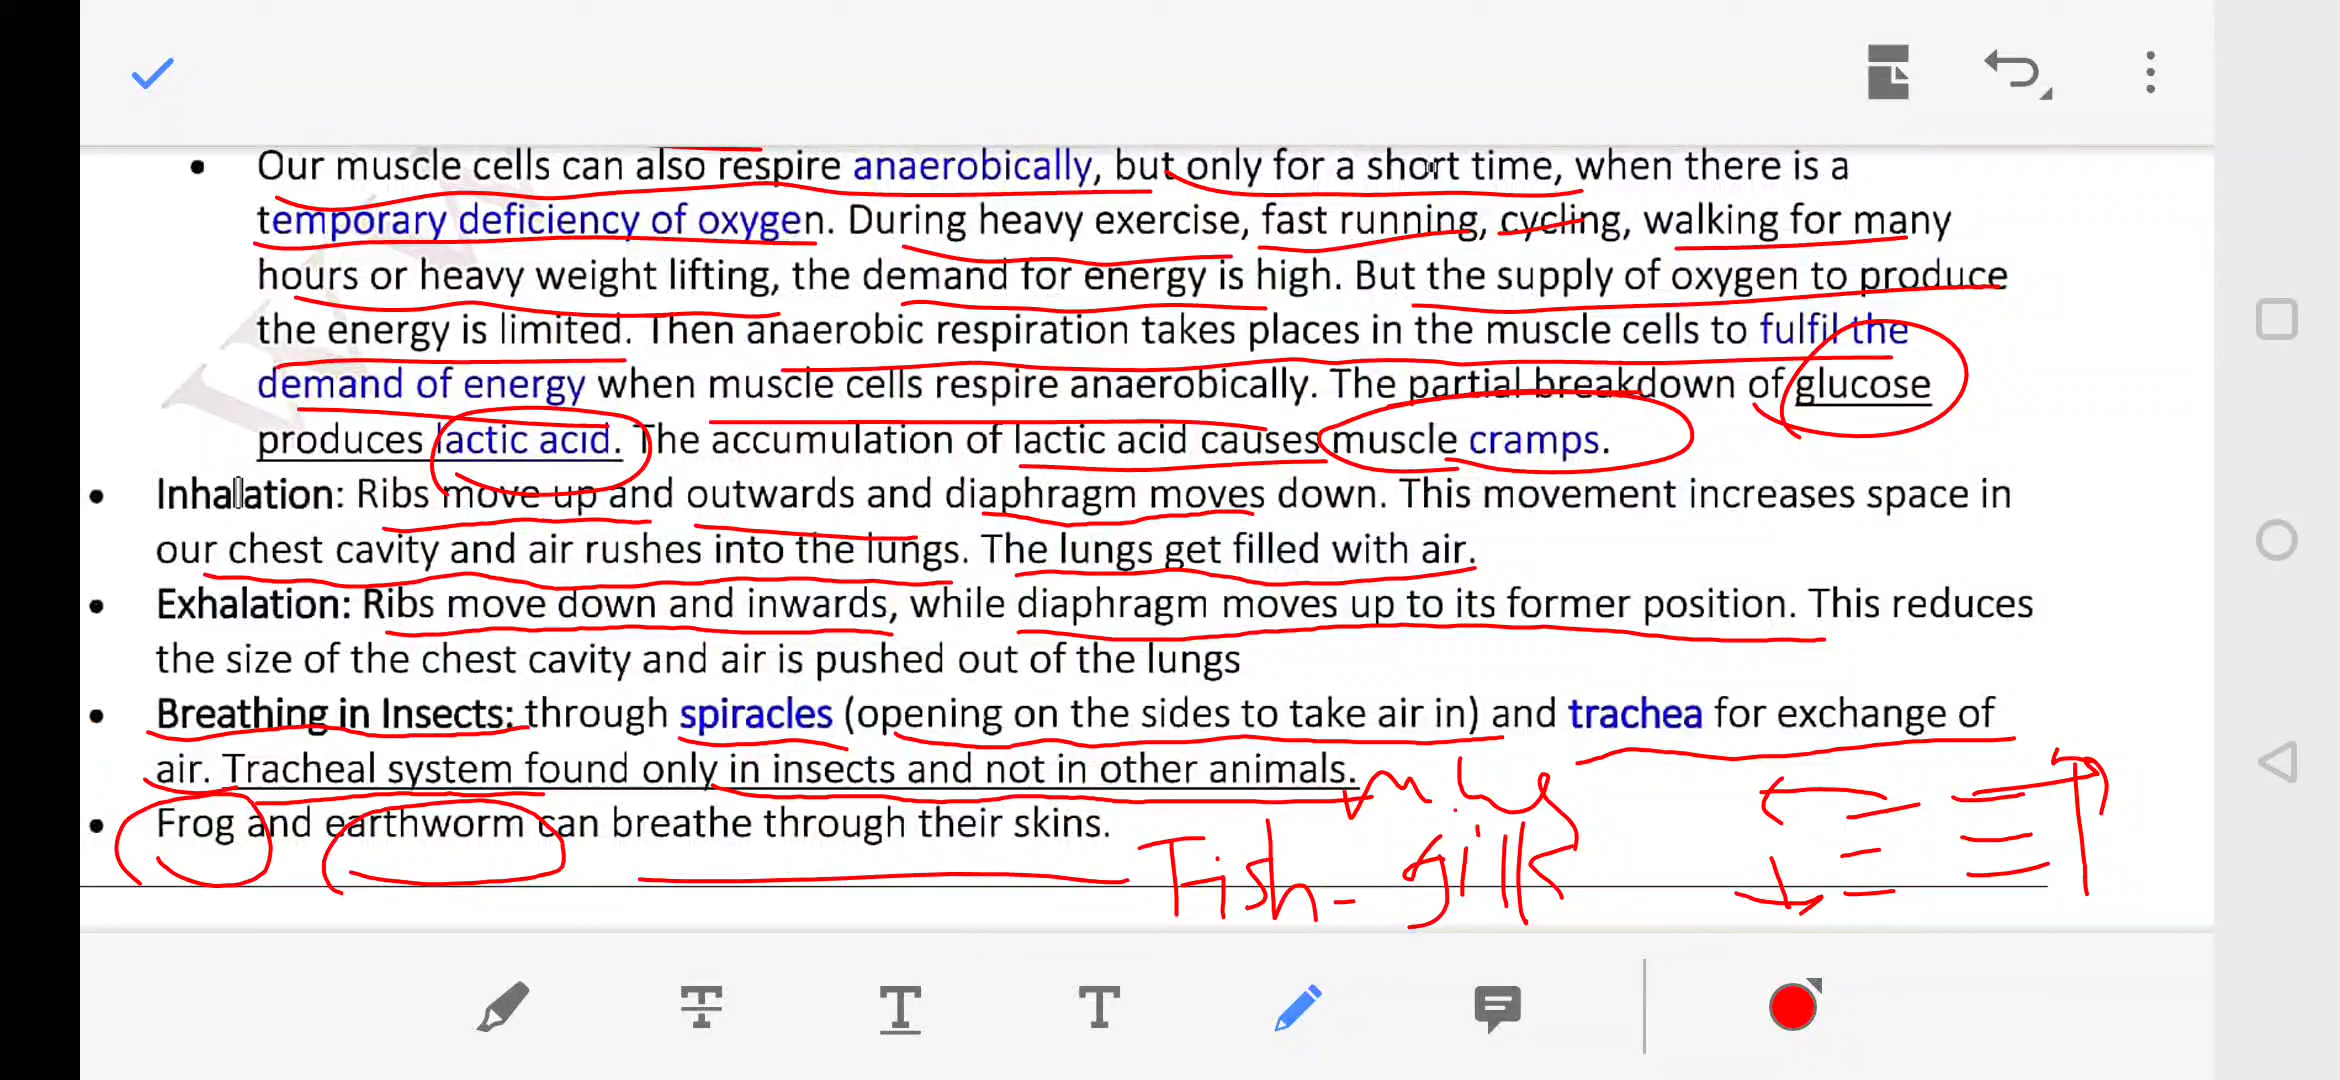 • Our muscle cells can also respire anaerobically, but only for a short time, when there is a
temporary deficiency of oxygen. During heavy exercise, fast running, cycling, walking for many
hours or heavy weight lifting, the demand for energy is high. But the supply of oxygen to produce
the energy is limited. Then anaerobic respiration takes places in the muscle cells to fulfil the
demand of energy when muscle cells respire anaerobically. The partial breakdown of glucose
produces lactic acid. The accumulation of lactic acid causes muscle cramps.
• Inhalation: Ribs move up and outwards and diaphragm moves down. This movement increases space in
our chest cavity and air rushes into the lungs. The lungs get filled with air.
• Exhalation: Ribs move down and inwards, while diaphragm moves up to its former position. This reduces
the size of the chest cavity and air is pushed out of the lungs
• Breathing in Insects: through spiracles (opening on the sides to take air in) and trachea for exchange of
air. Tracheal system found only in insects and not in other animals.
• Frog and earthworm can breathe through their skins.
Fish-